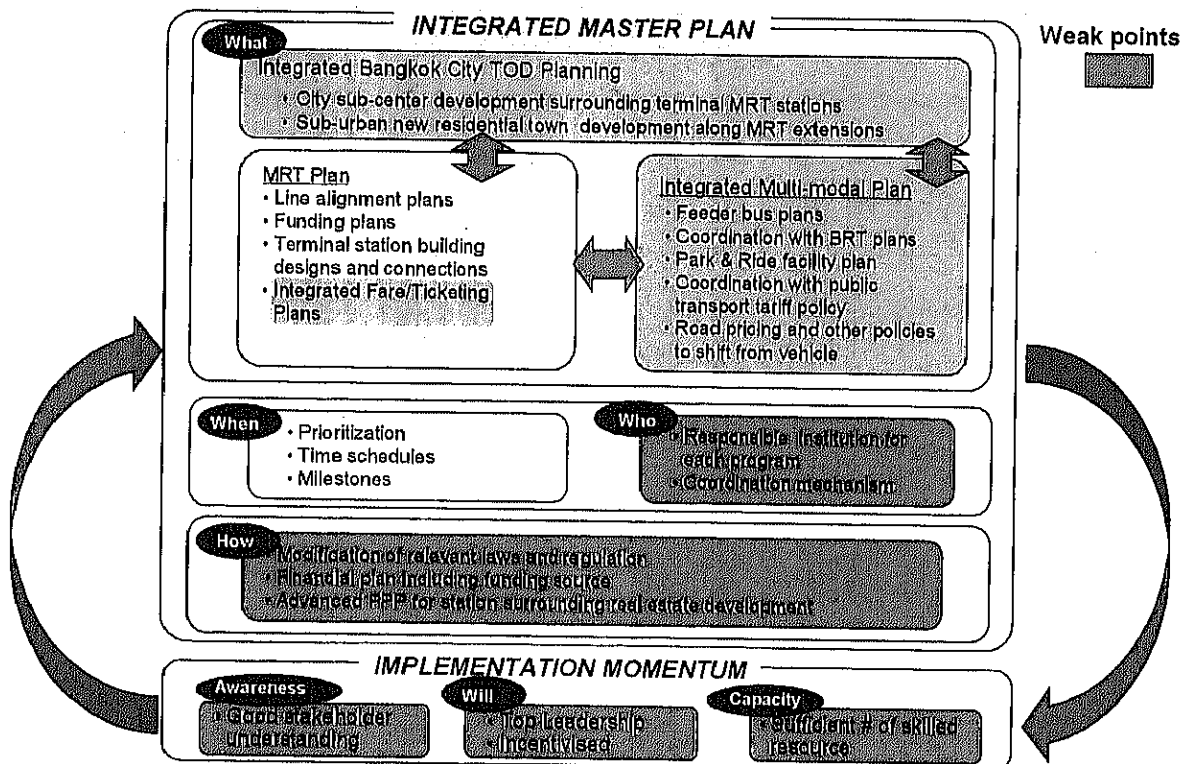 INTEGRATED MASTER PLAN
Weak points
What
Integrated Bangkok City TOD Planning
• City sub-center development surrounding terminal MRT stations
• Sub-urban new residential town development along MRT extensions
MRT Plan
• Line alignment plans
• Funding plans
• Terminal station building
designs and connections
• Integrated Fare/Ticketing
Plans
Integrated Multi-modal Plan
• Feeder bus plans
• Coordination with BRT plans
• Park & Ride facility plan
• Coordination with public
transport tariff policy
• Road pricing and other policies
to shift from vehicle
When
• Prioritization
• Time schedules
• Milestones
Who
• Responsible institution for
each program
• Coordination mechanism
How
• Modification of relevant laws and regulation
• Financial plan including funding source
• Advanced PPP for station surrounding real estate development
IMPLEMENTATION MOMENTUM
Awareness
• Good stakeholder
understanding
Will
• Top Leadership
• Incentivised
Capacity
• Sufficient # of skilled
resource